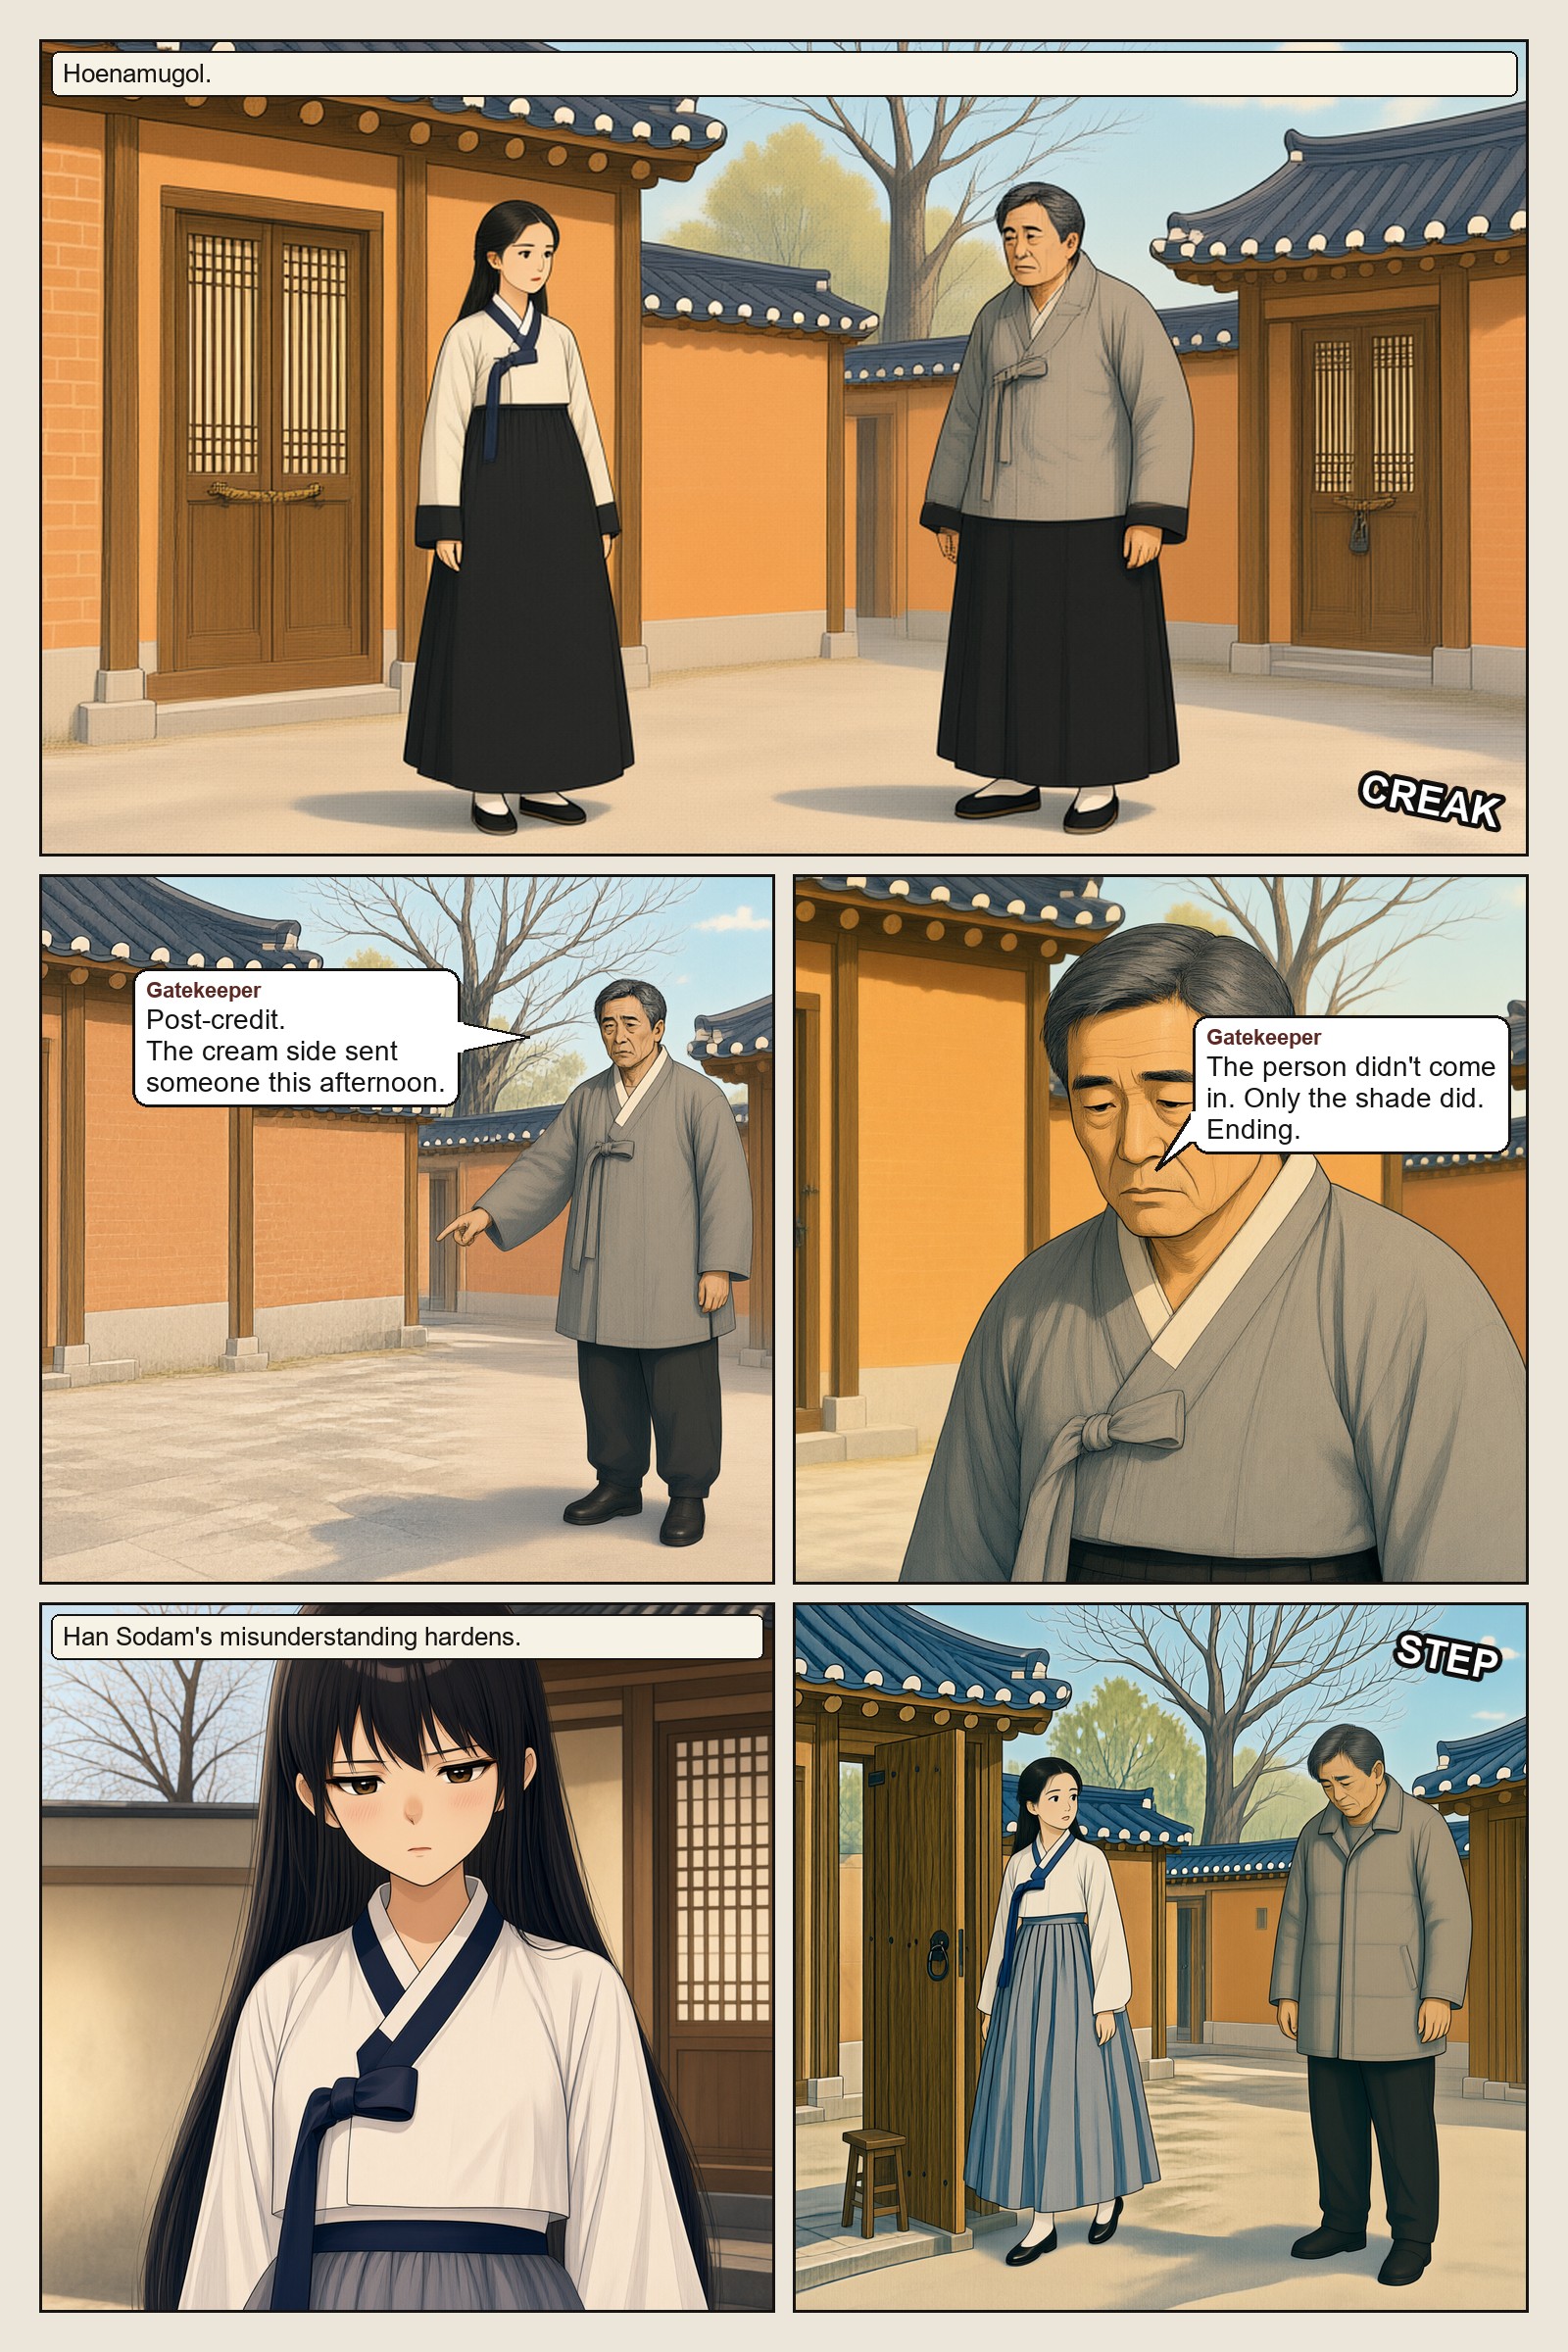 Hoenamugol.
CREAK
Gatekeeper
Post-credit.
The cream side sent
someone this afternoon.
Gatekeeper
The person didn't come
in. Only the shade did.
Ending.
Han Sodam's misunderstanding hardens.
STEP